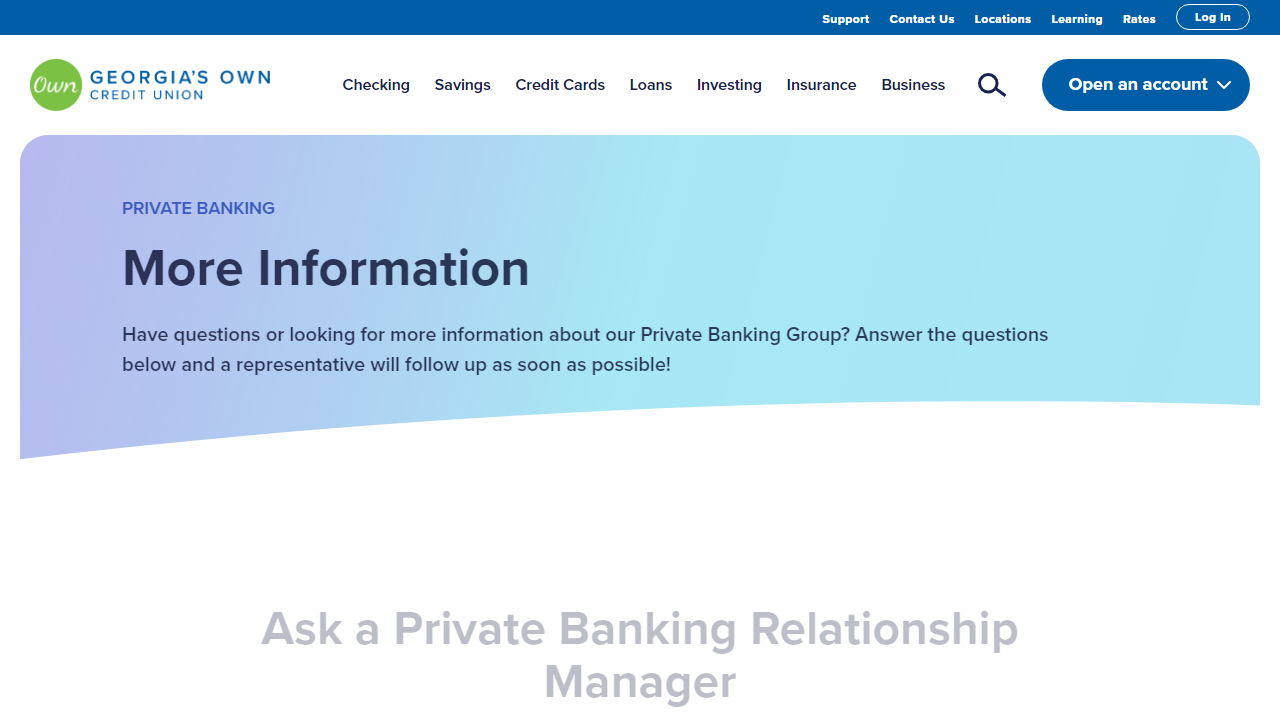 Support Contact Us Locations Learning Rates Log In
Own GEORGIA'S OWN
CREDIT UNION
Checking Savings Credit Cards Loans Investing Insurance Business Open an account
PRIVATE BANKING
More Information
Have questions or looking for more information about our Private Banking Group? Answer the questions
below and a representative will follow up as soon as possible!
Ask a Private Banking Relationship
Manager